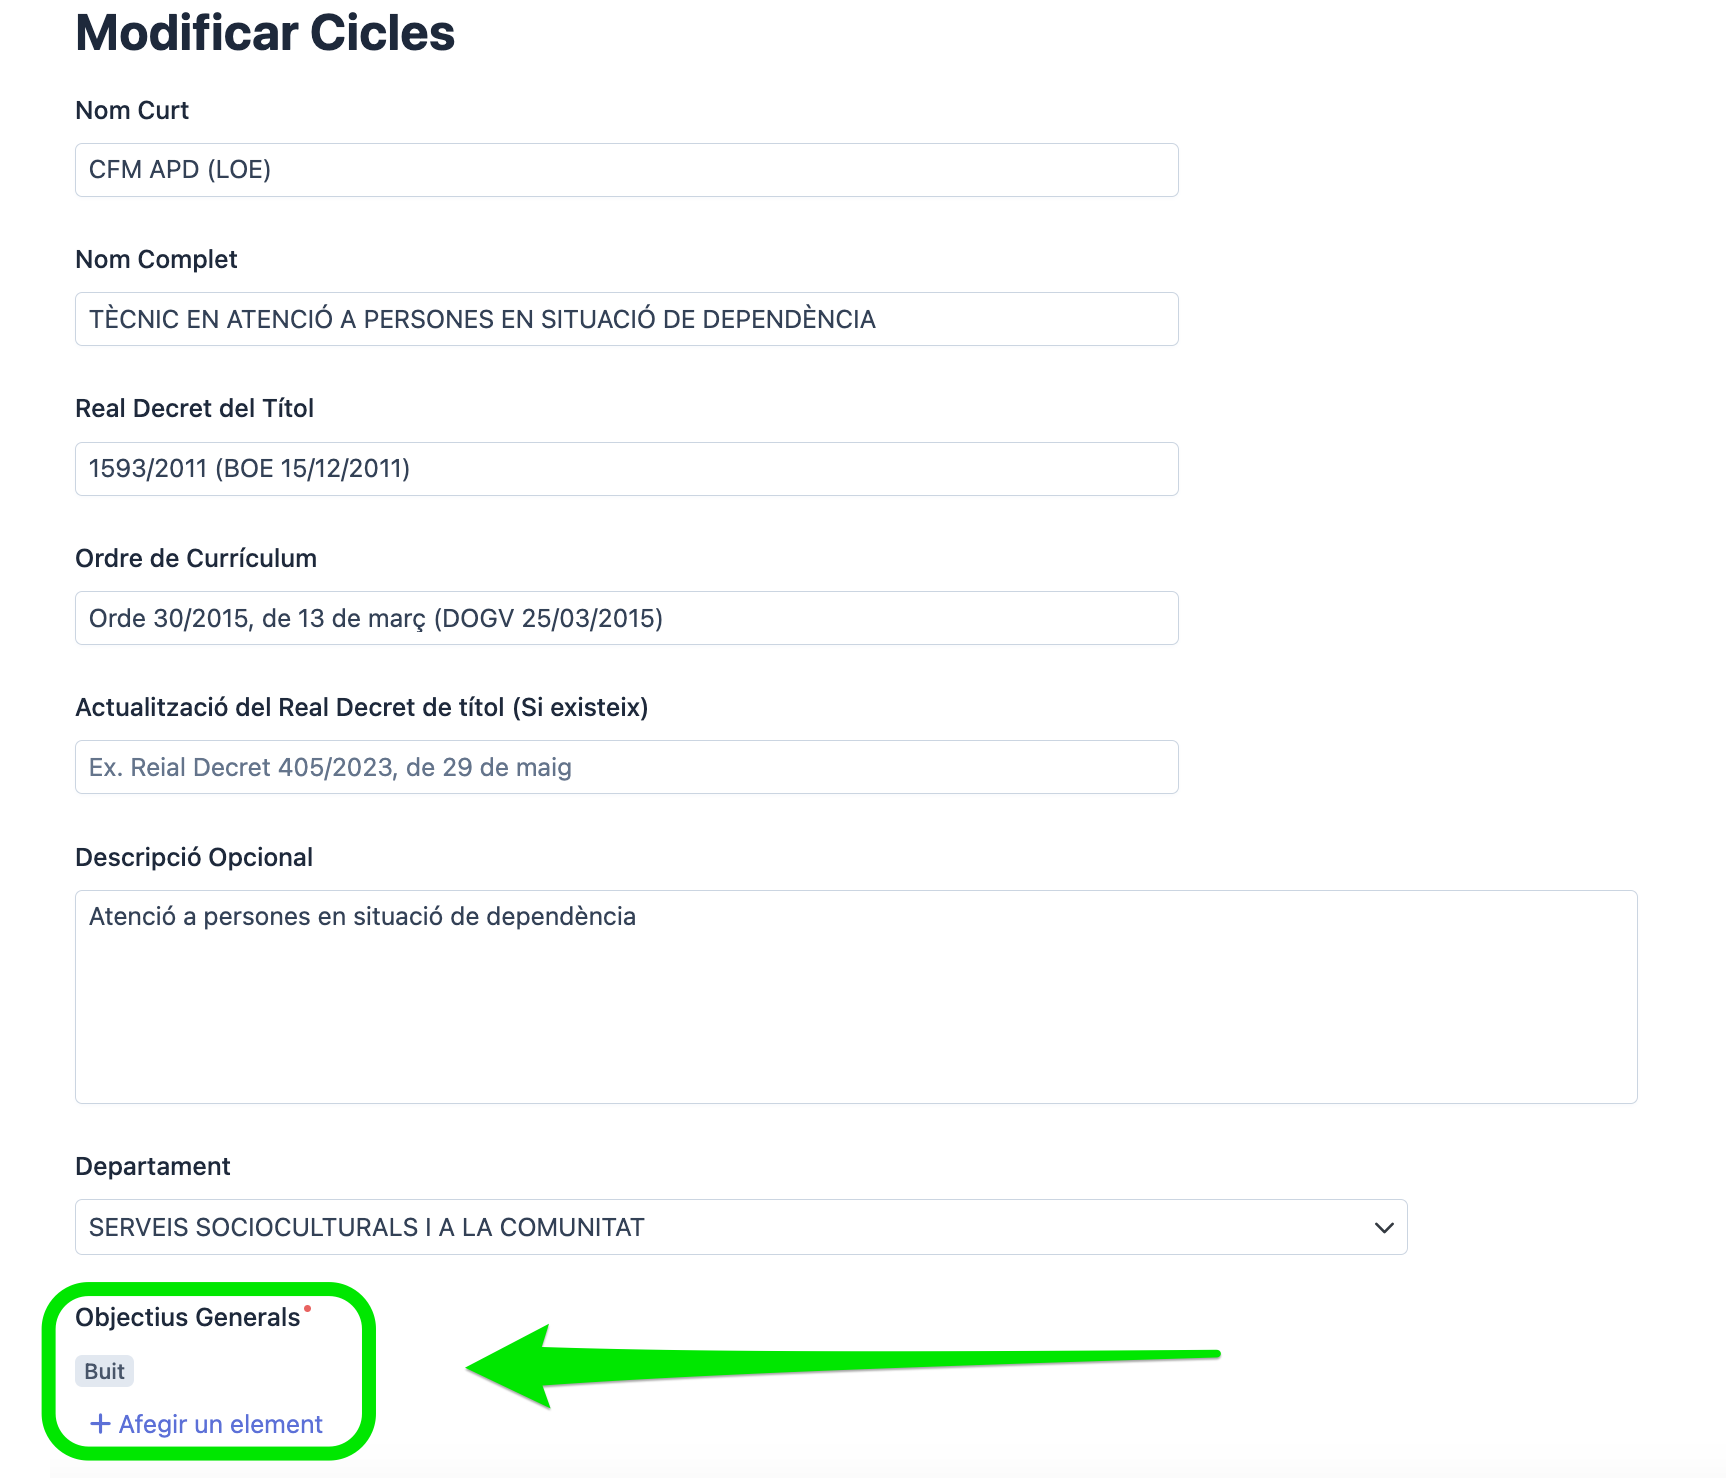 Modificar Cicles
Nom Curt
CFM APD (LOE)
Nom Complet
TÈCNIC EN ATENCIÓ A PERSONES EN SITUACIÓ DE DEPENDÈNCIA
Real Decret del Títol
1593/2011 (BOE 15/12/2011)
Ordre de Currículum
Orde 30/2015, de 13 de març (DOGV 25/03/2015)
Actualització del Real Decret de títol (Si existeix)
Ex. Reial Decret 405/2023, de 29 de maig
Descripció Opcional
Atenció a persones en situació de dependència
Departament
SERVEIS SOCIOCULTURALS I A LA COMUNITAT
Objectius Generals
Buit
+ Afegir un element